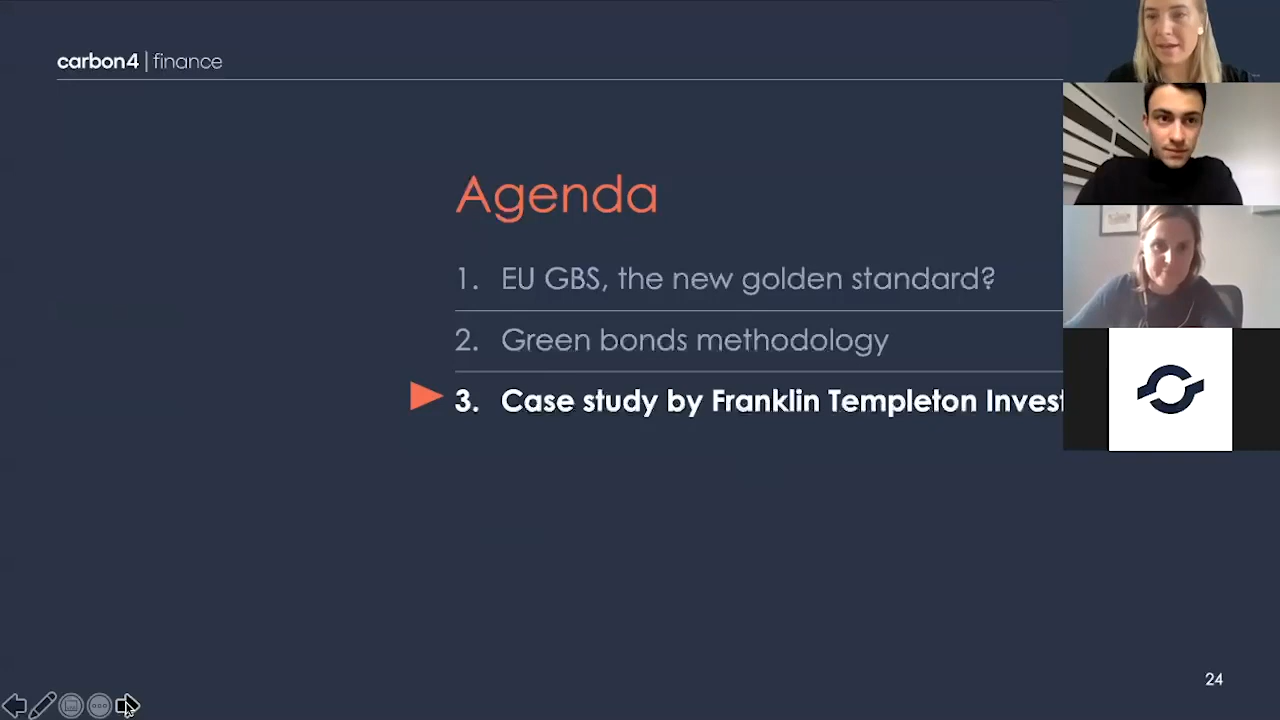 carbon4 | finance
Agenda
1. EU GBS, the new golden standard?
2. Green bonds methodology
3. Case study by Franklin Templeton Invest
24